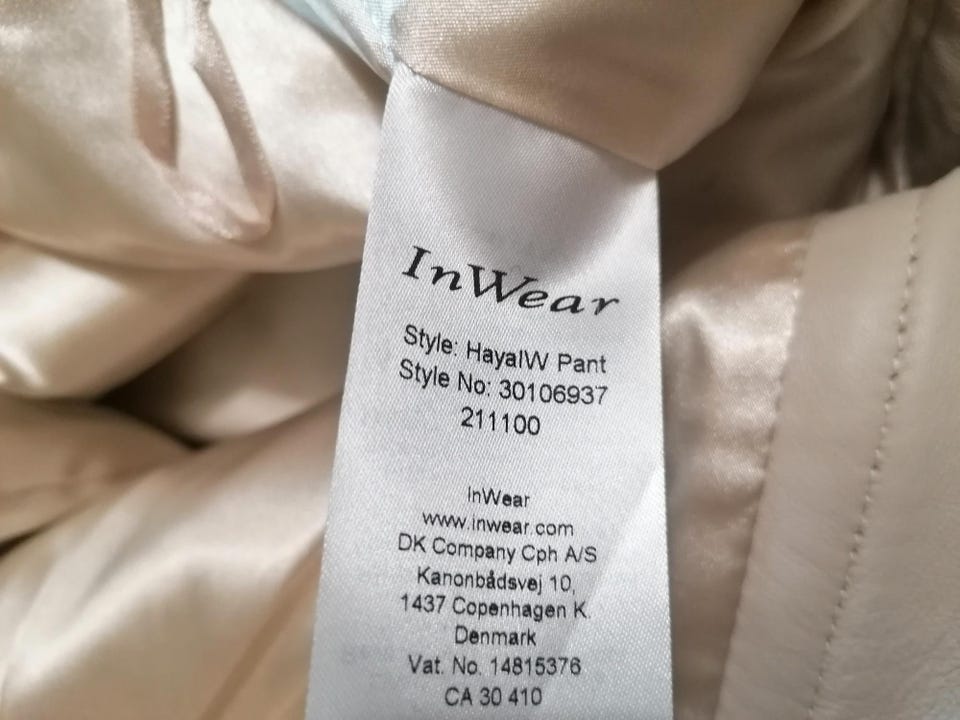 InWear
Style: HayaIW Pant
Style No: 30106937
211100
InWear
www.inwear.com
DK Company Cph A/S
Kanonbådsvej 10,
1437 Copenhagen K.
Denmark
Vat. No. 14815376
CA 30 410